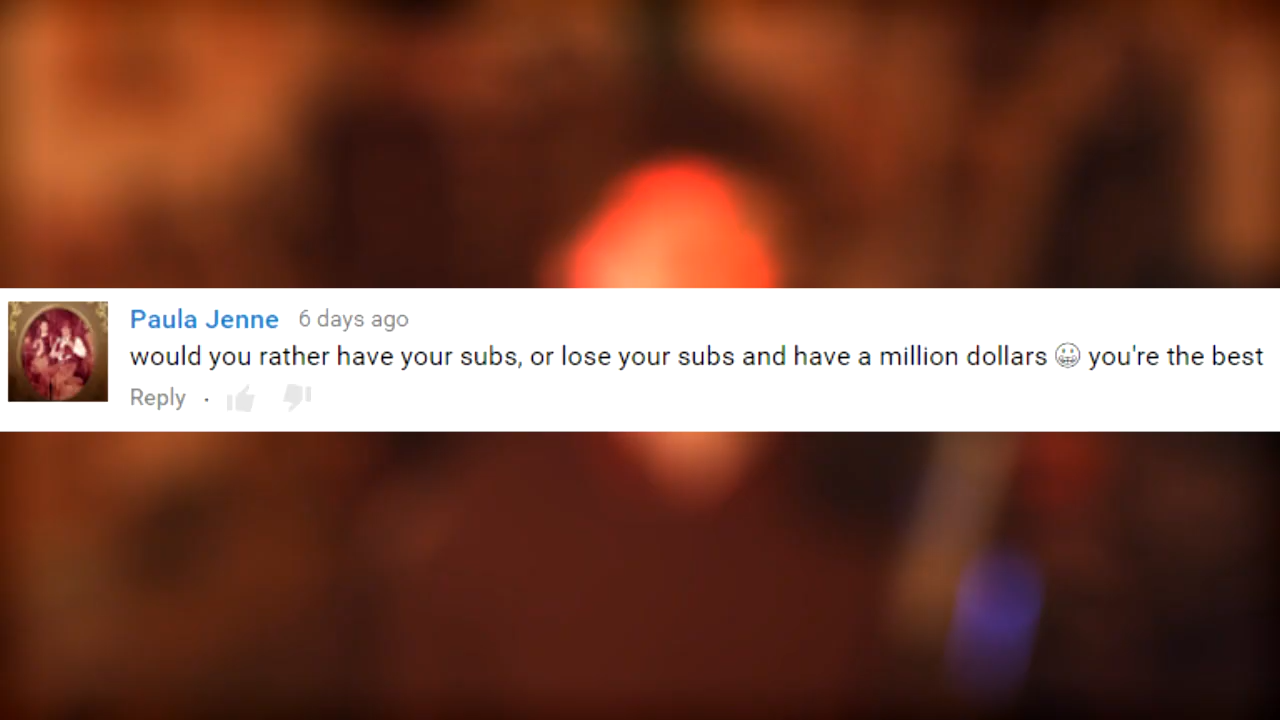 Paula Jenne 6 days ago
would you rather have your subs, or lose your subs and have a million dollars 😀 you're the best
Reply ·